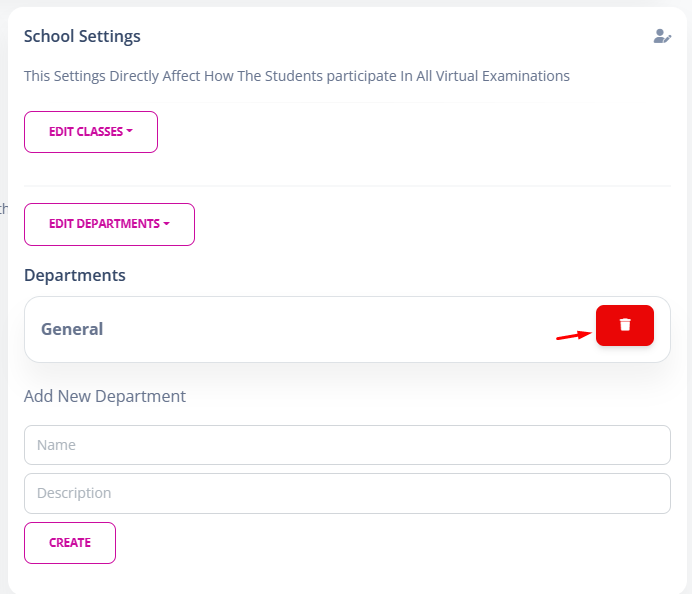 School Settings
This Settings Directly Affect How The Students participate In All Virtual Examinations
EDIT CLASSES
EDIT DEPARTMENTS
Departments
General
Add New Department
Name
Description
CREATE